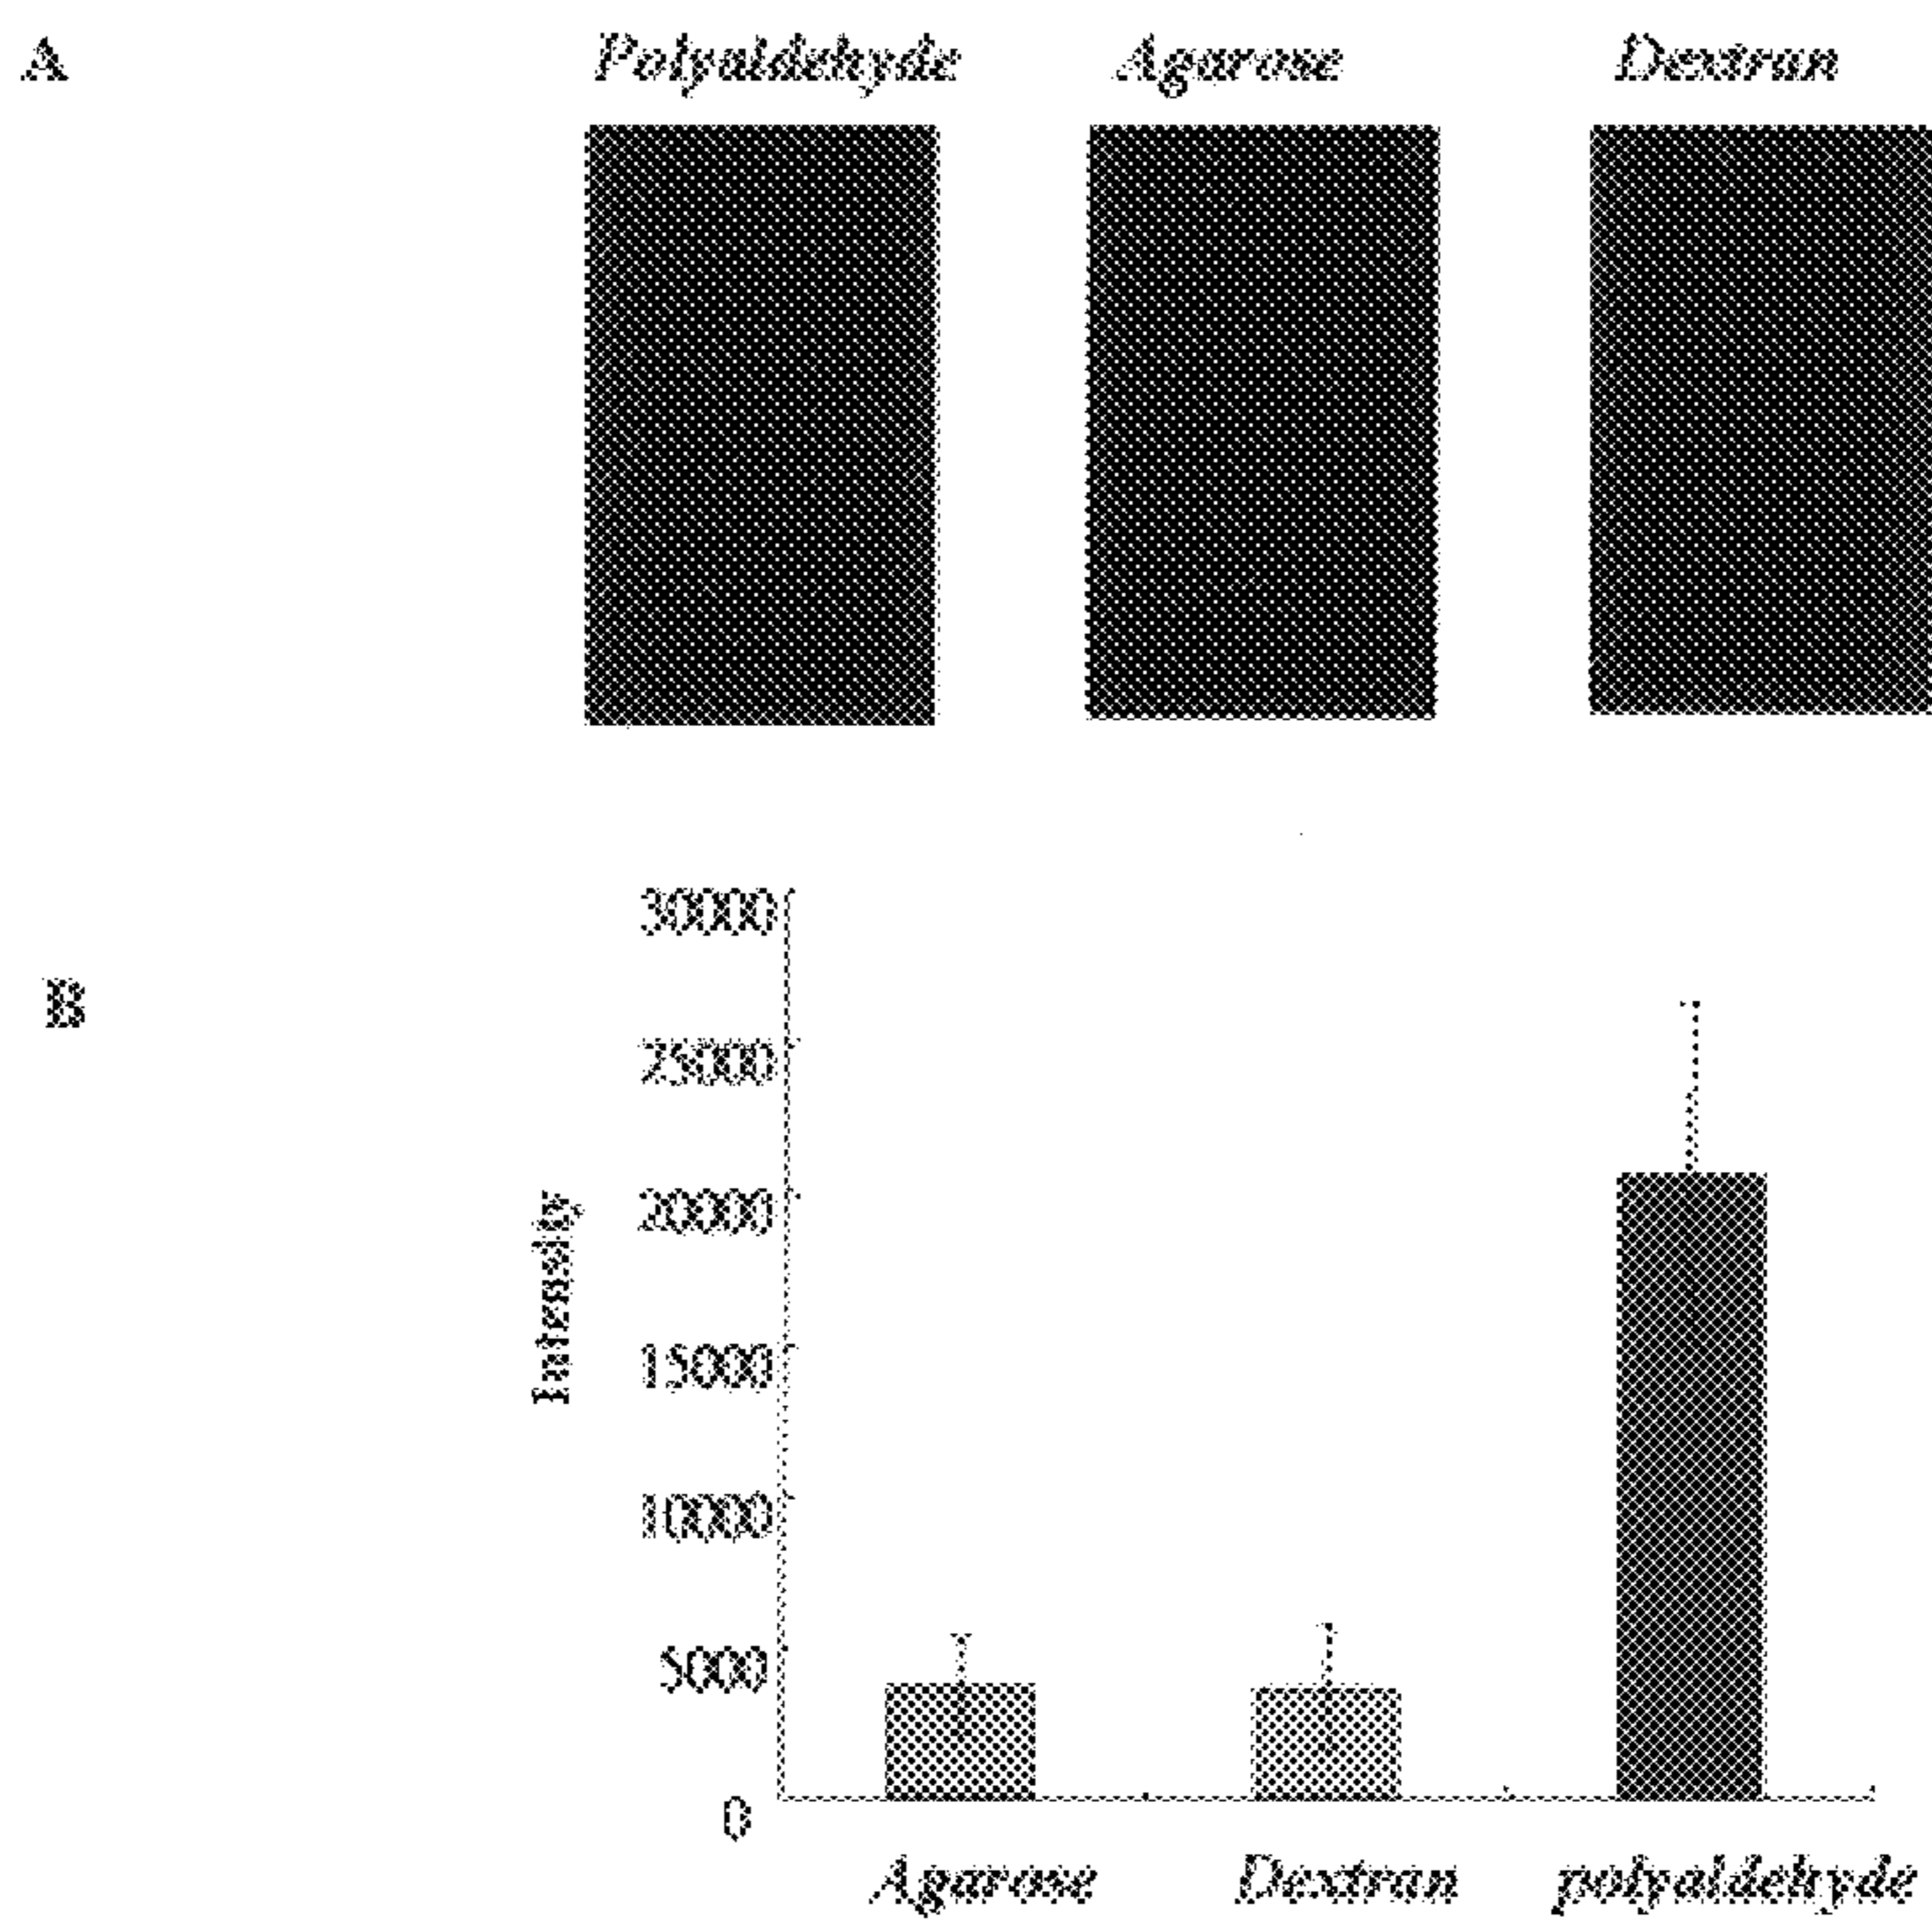 A
Polyaldehyde Agarose Dextran
B
Intensity
30000
25000
20000
15000
10000
5000
0
Agarose Dextran polyaldehyde